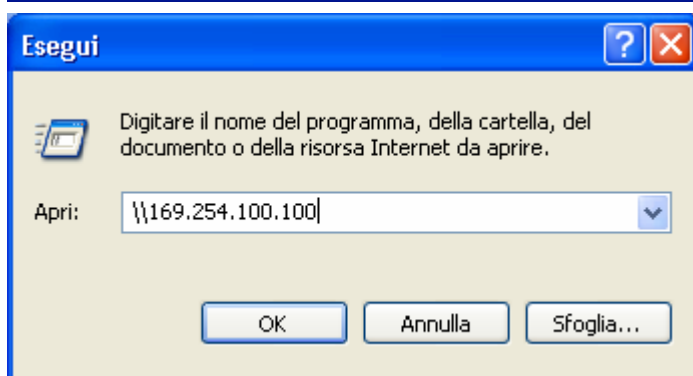 Esegui
Digitare il nome del programma, della cartella, del
documento o della risorsa Internet da aprire.
Apri: \\169.254.100.100
OK Annulla Sfoglia...